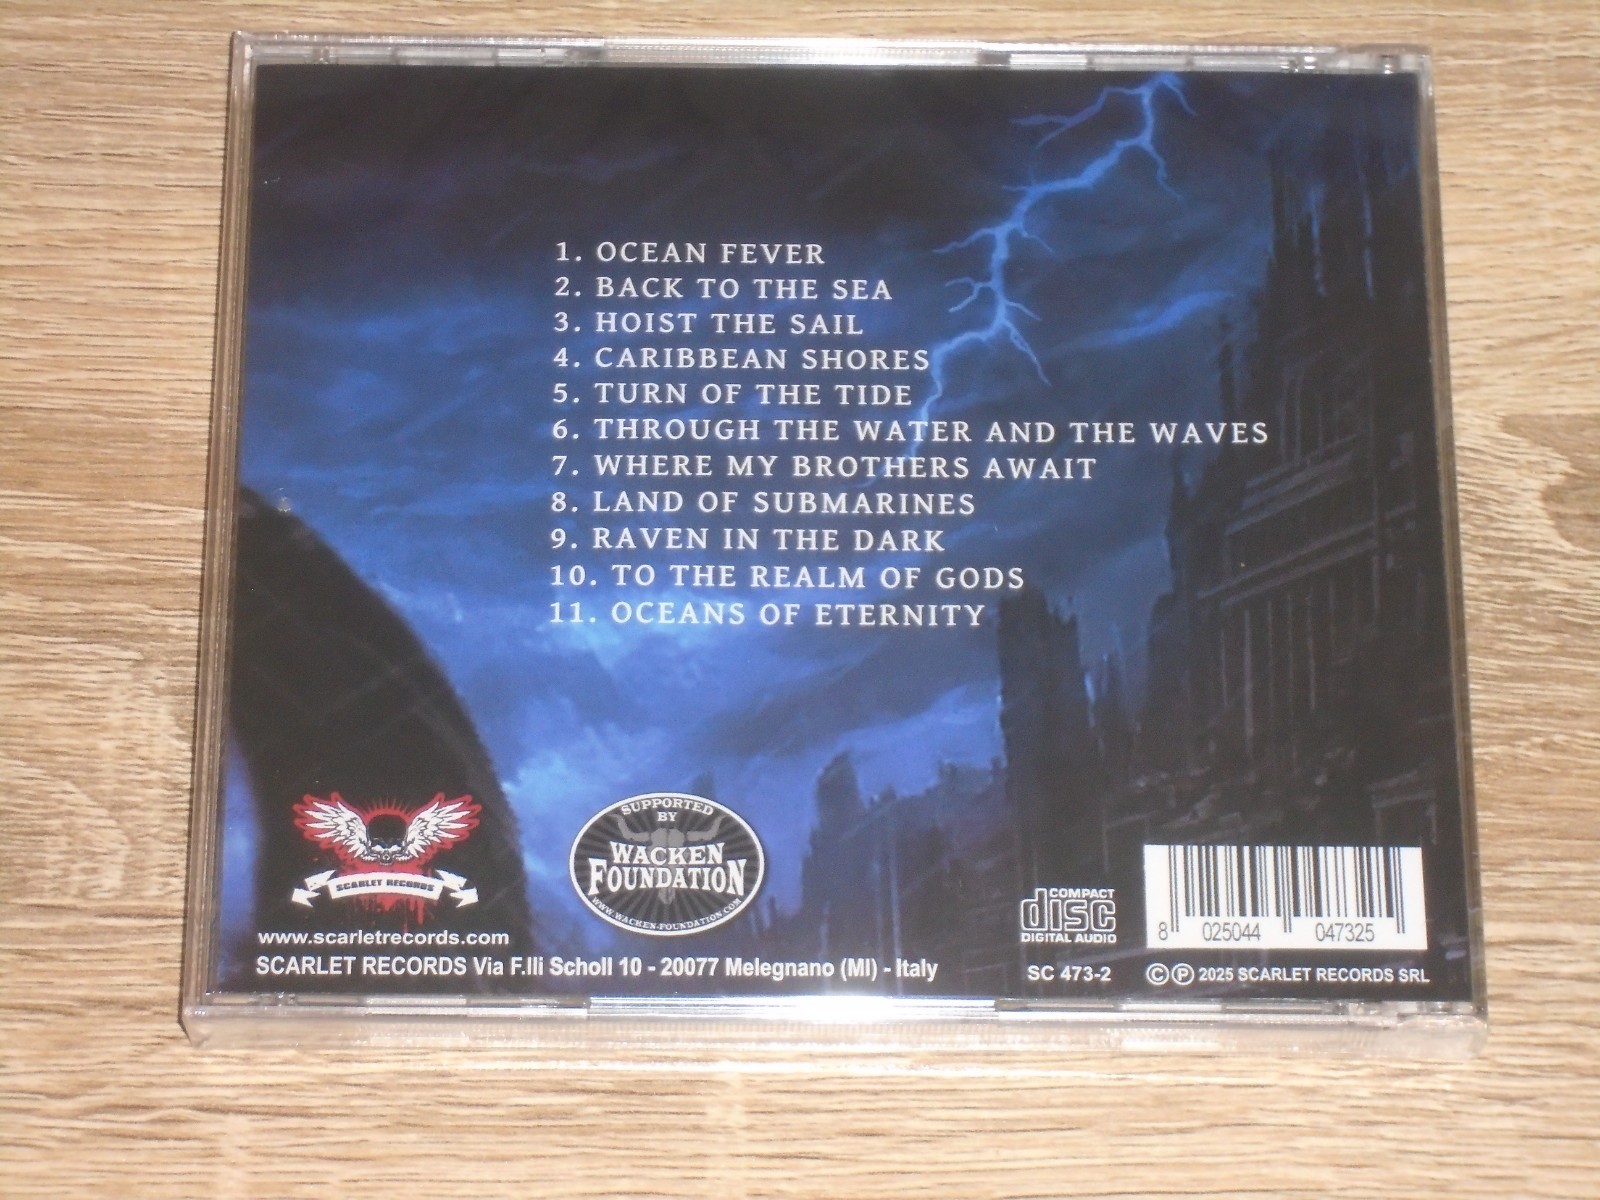 1. OCEAN FEVER
2. BACK TO THE SEA
3. HOIST THE SAIL
4. CARIBBEAN SHORES
5. TURN OF THE TIDE
6. THROUGH THE WATER AND THE WAVES
7. WHERE MY BROTHERS AWAIT
8. LAND OF SUBMARINES
9. RAVEN IN THE DARK
10. TO THE REALM OF GODS
11. OCEANS OF ETERNITY
SCARLET RECORDS
www.scarletrecords.com
SCARLET RECORDS Via F.lli Scholl 10 - 20077 Melegnano (MI) - Italy
SUPPORTED
BY
WACKEN
FOUNDATION
WWW.WACKEN-FOUNDATION.COM
COMPACT
disc
DIGITAL AUDIO
SC 473-2
8 025044 047325
©℗ 2025 SCARLET RECORDS SRL